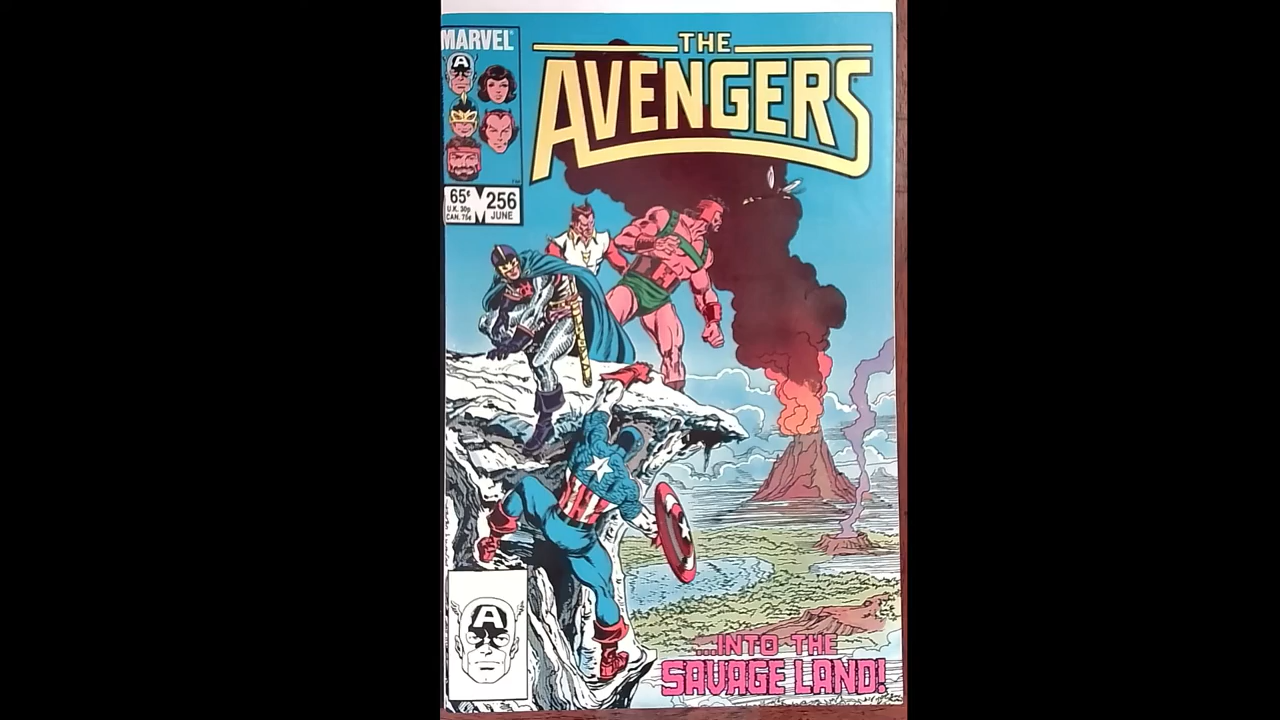 MARVEL
THE
AVENGERS
A
65¢
U.K. 30p
CAN. 75¢
256
JUNE
A
...INTO THE
SAVAGE LAND!